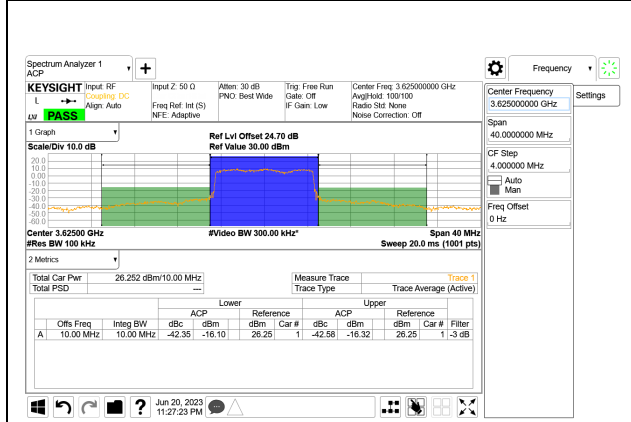 Spectrum Analyzer 1
ACP
+
Frequency
KEYSIGHT Input: RF Input Z: 50 Ω Atten: 30 dB Trig: Free Run Center Freq: 3.625000000 GHz
L Coupling: DC PNO: Best Wide Gate: Off Avg|Hold: 100/100
Align: Auto Freq Ref: Int (S) IF Gain: Low Radio Std: None
PASS NFE: Adaptive Noise Correction: Off
Center Frequency
3.625000000 GHz
Settings
Span
40.0000000 MHz
CF Step
4.000000 MHz
Auto
Man
Freq Offset
0 Hz
1 Graph
Ref Lvl Offset 24.70 dB
Scale/Div 10.0 dB Ref Value 30.00 dBm
20.0
10.0
0.00
-10.0
-20.0
-30.0
-40.0
-50.0
-60.0
Center 3.62500 GHz #Video BW 300.00 kHz* Span 40 MHz
#Res BW 100 kHz Sweep 20.0 ms (1001 pts)
2 Metrics
Total Car Pwr 26.252 dBm/10.00 MHz Measure Trace Trace 1
Total PSD --- Trace Type Trace Average (Active)
Lower Upper
ACP Reference ACP Reference
Offs Freq Integ BW dBc dBm dBm Car # dBc dBm dBm Car # Filter
A 10.00 MHz 10.00 MHz -42.35 -16.10 26.25 1 -42.58 -16.32 26.25 1 -3 dB
?
Jun 20, 2023
11:27:23 PM